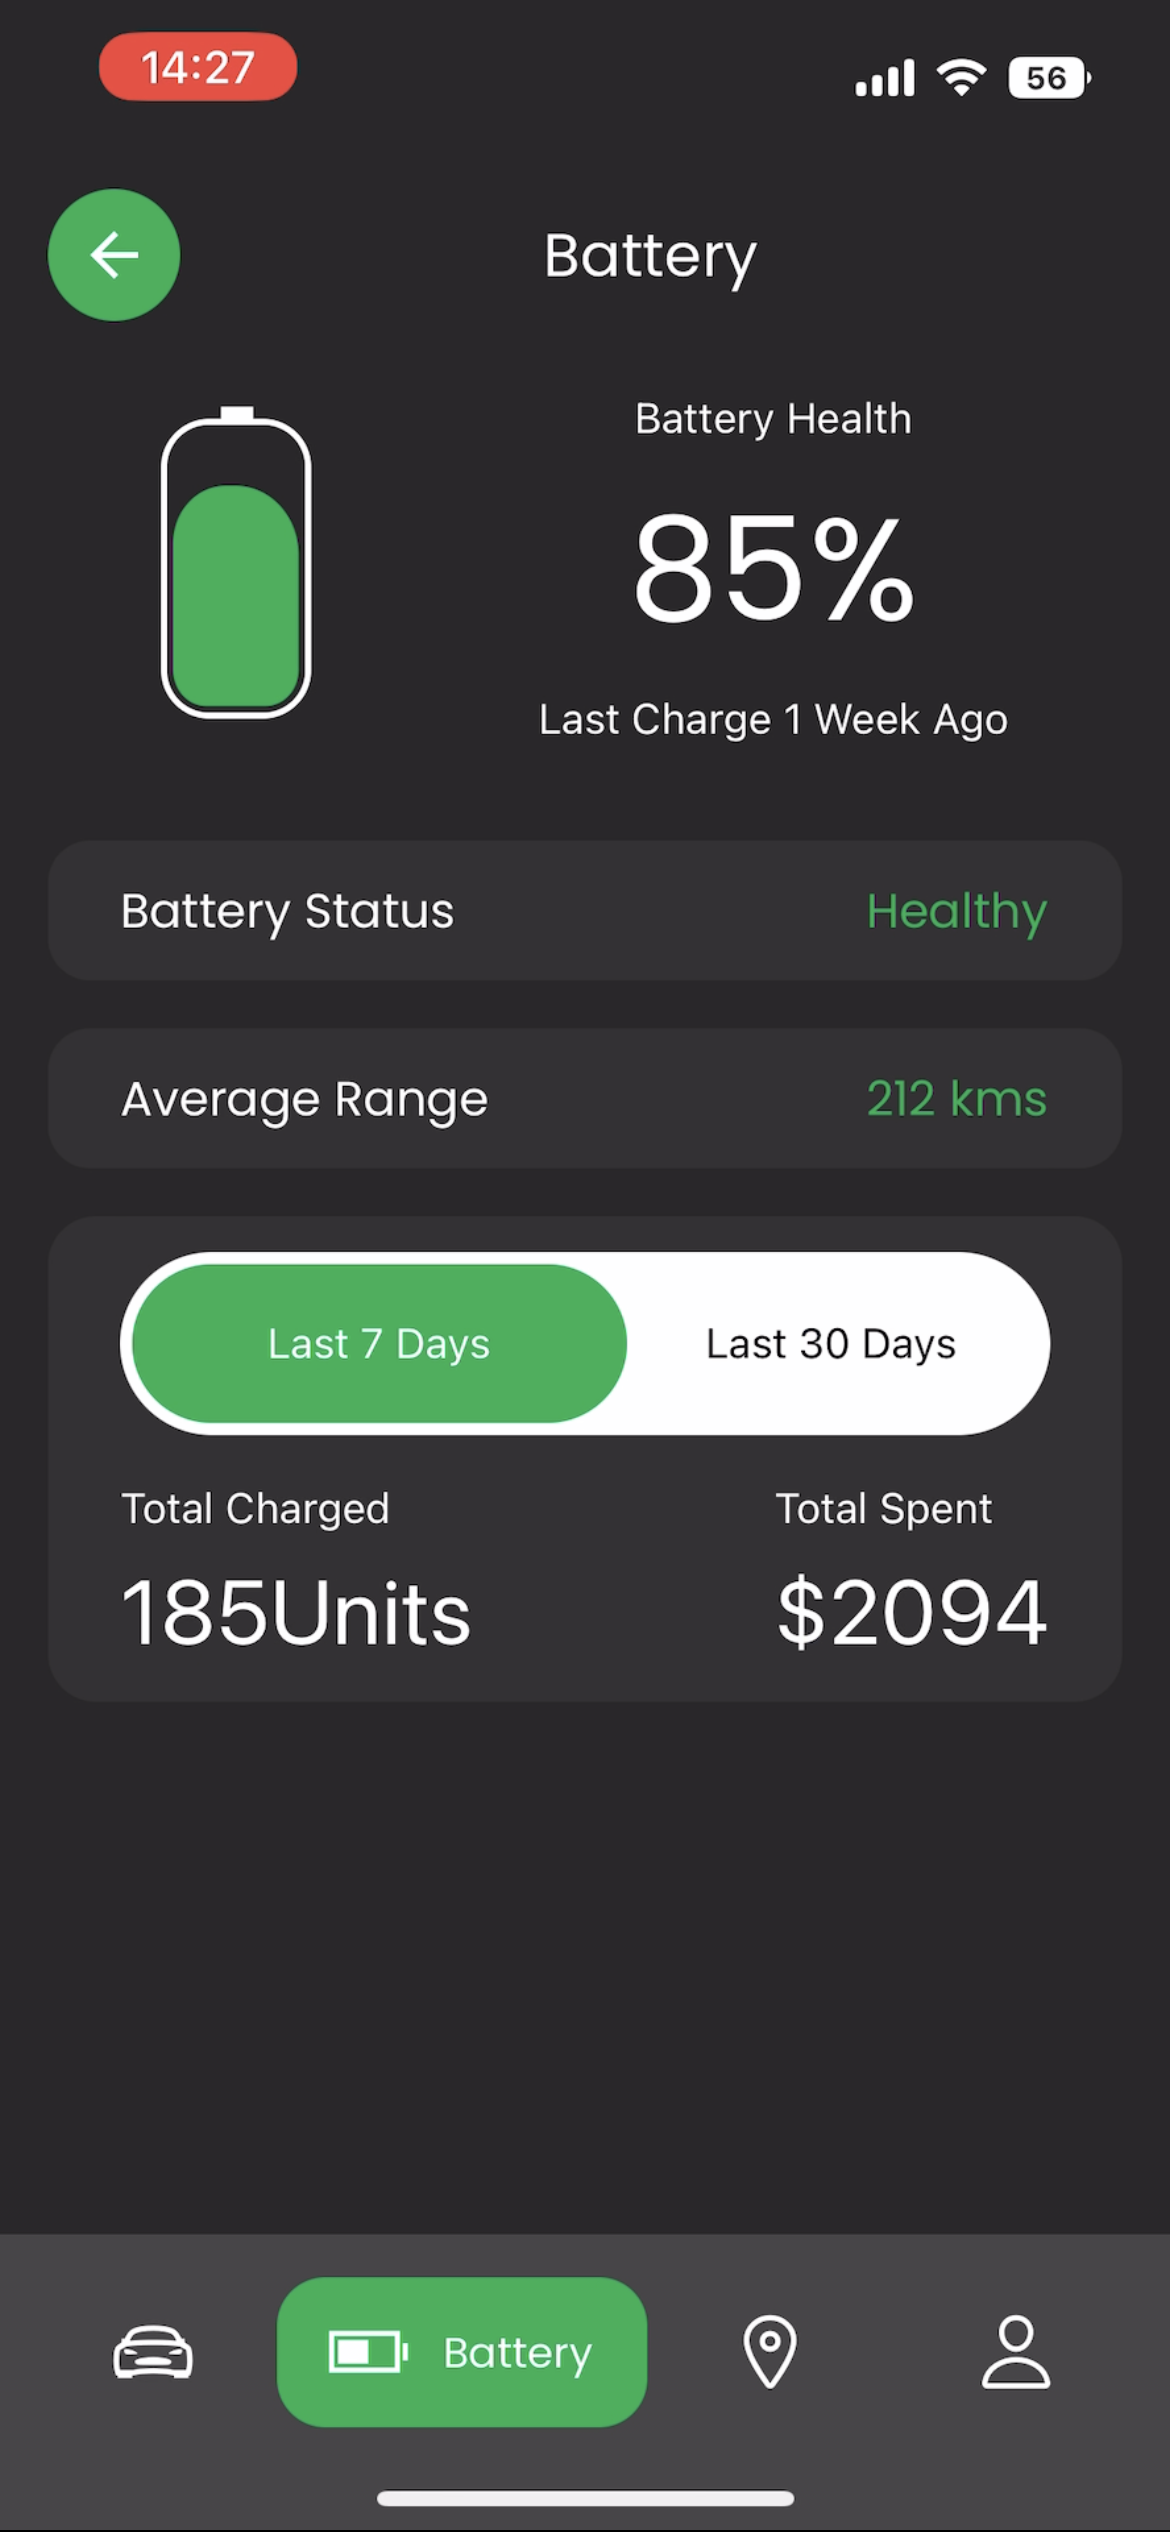 14:27
56
Battery
Battery Health
85%
Last Charge 1 Week Ago
Battery Status Healthy
Average Range 212 kms
Last 7 Days Last 30 Days
Total Charged Total Spent
185Units $2094
Battery